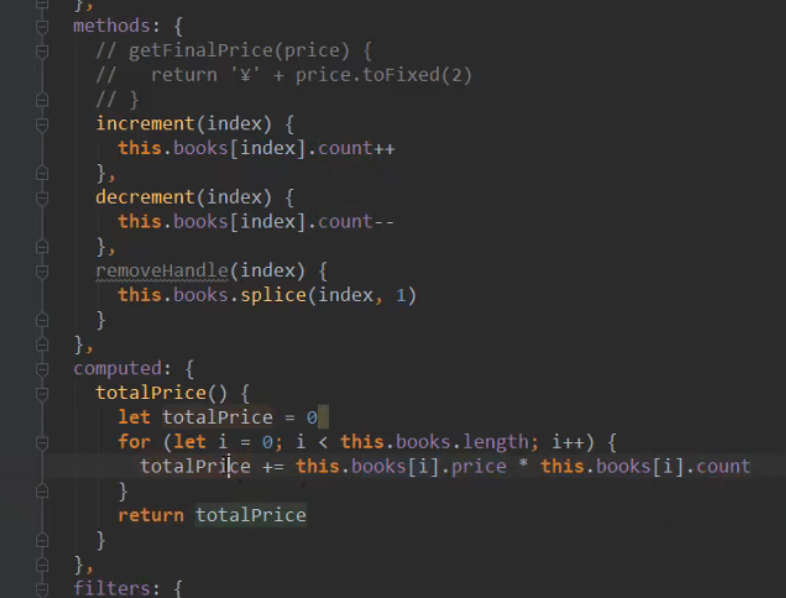 },
methods: {
// getFinalPrice(price) {
//   return '¥' + price.toFixed(2)
// }
increment(index) {
this.books[index].count++
},
decrement(index) {
this.books[index].count--
},
removeHandle(index) {
this.books.splice(index, 1)
}
},
computed: {
totalPrice() {
let totalPrice = 0
for (let i = 0; i < this.books.length; i++) {
totalPrice += this.books[i].price * this.books[i].count
}
return totalPrice
}
},
filters: {